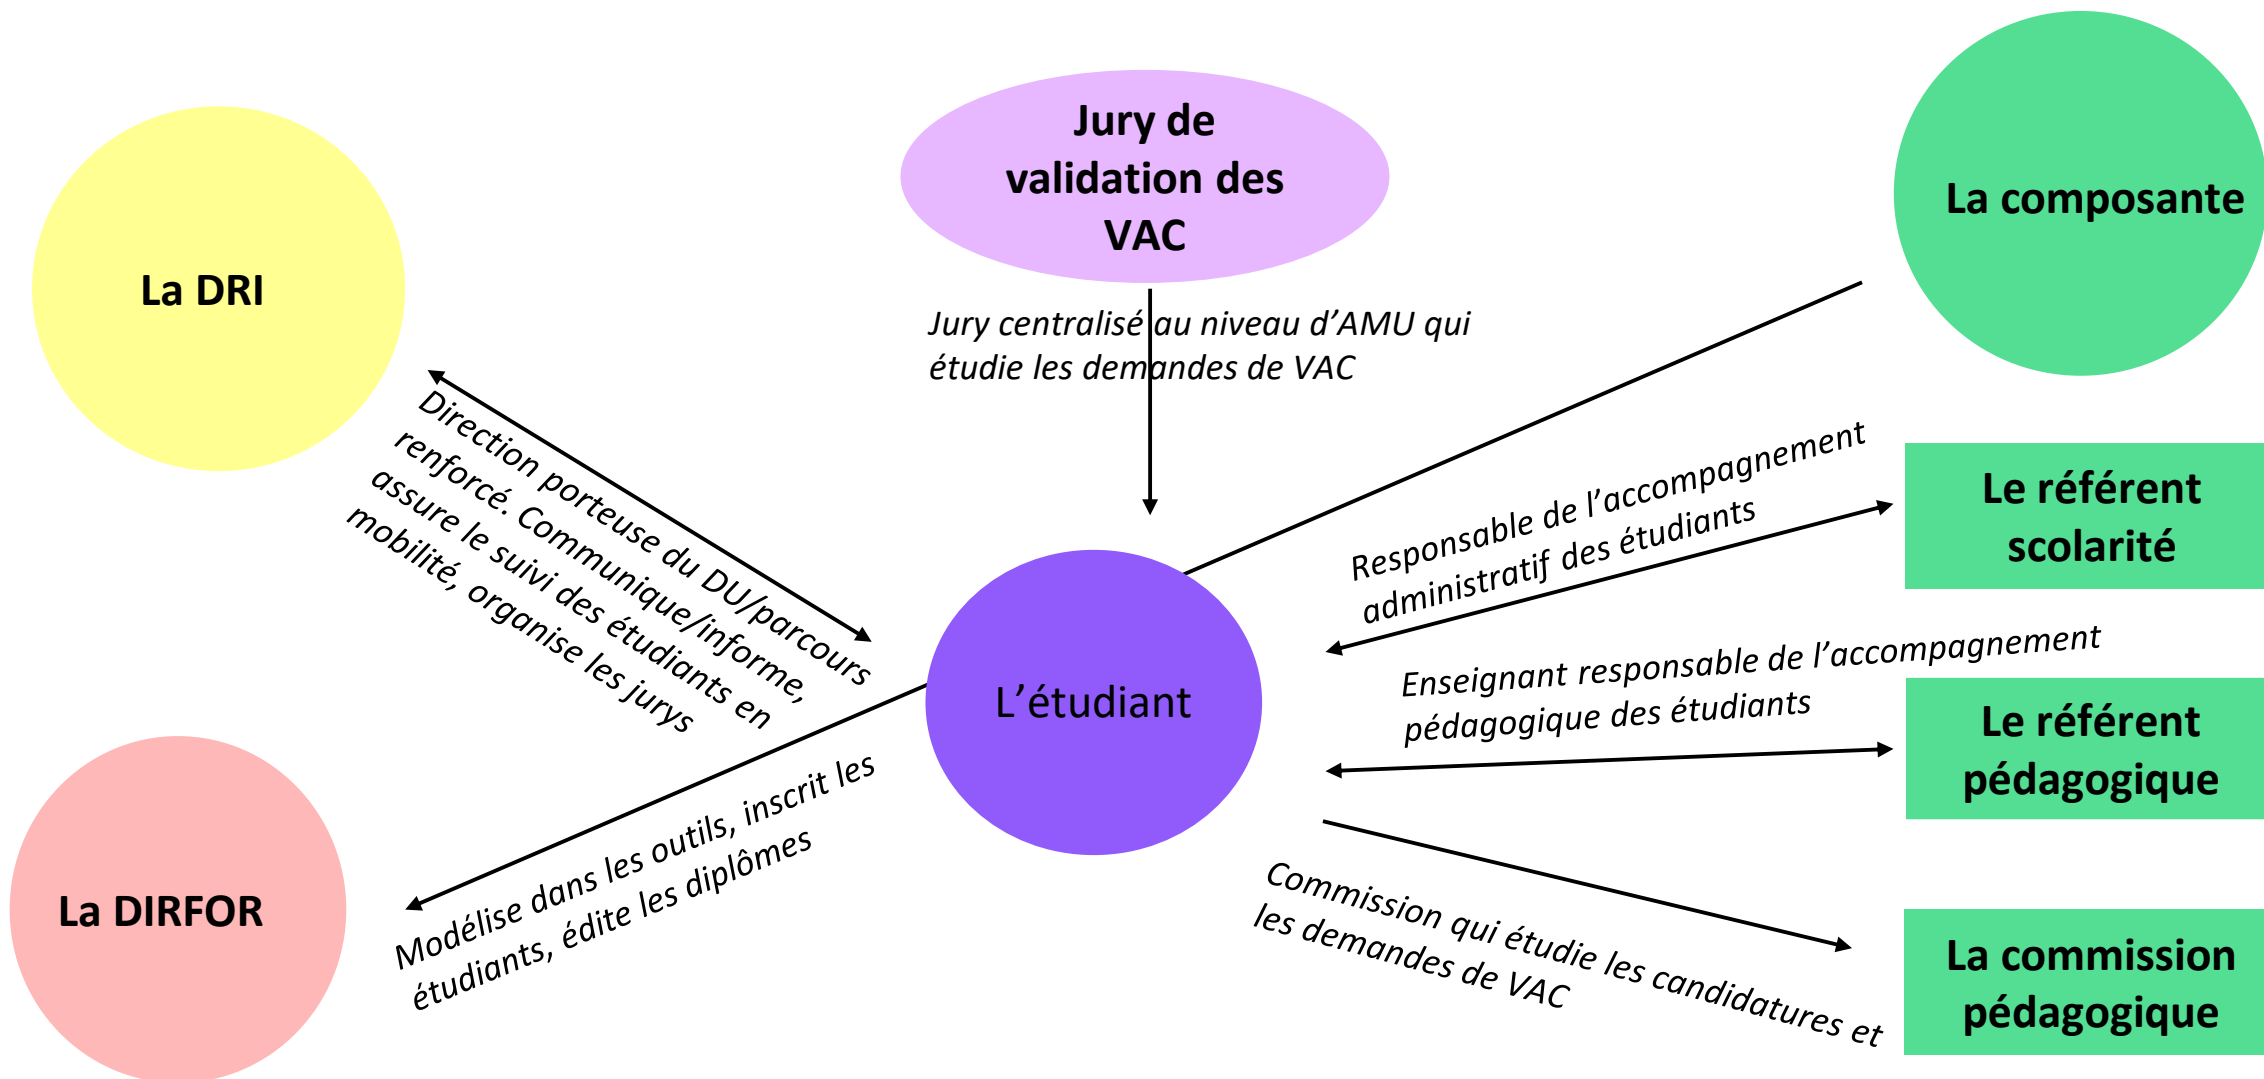 Jury de
validation des
VAC
La composante
La DRI
Jury centralisé au niveau d’AMU qui
étudie les demandes de VAC
Direction porteuse du DU/parcours
renforcé. Communique/informe,
assure le suivi des étudiants en
mobilité, organise les jurys
Responsable de l’accompagnement
administratif des étudiants
Le référent
scolarité
L’étudiant
Enseignant responsable de l’accompagnement
pédagogique des étudiants
Le référent
pédagogique
La DIRFOR
Modélise dans les outils, inscrit les
étudiants, édite les diplômes
Commission qui étudie les candidatures et
les demandes de VAC
La commission
pédagogique